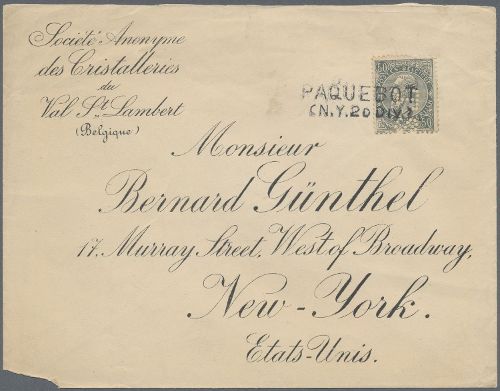 Société Anonyme
des Cristalleries
du
Val St. Lambert
(Belgique)
PAQUEBOT
(N.Y. 2D DIV.)
Monsieur
Bernard Günthel
17. Murray Street, West of Broadway,
New-York.
Etats-Unis.